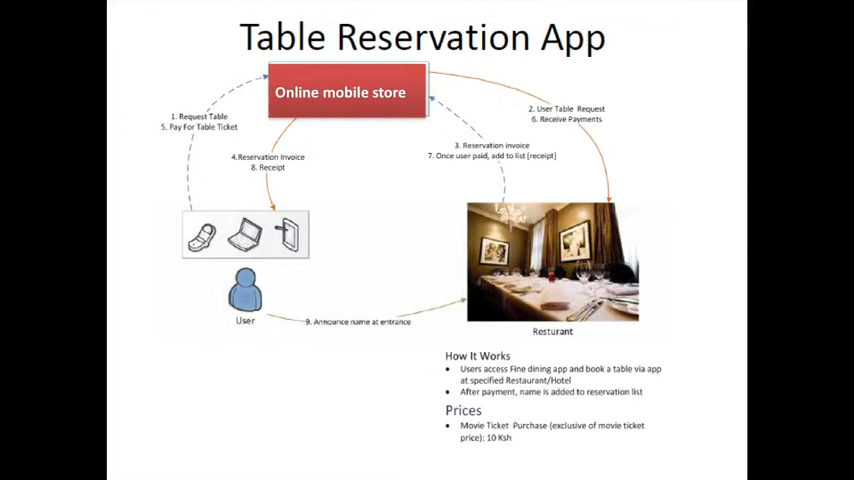 Table Reservation App
Online mobile store
1. Request Table
5. Pay For Table Ticket
2. User Table Request
6. Receive Payments
3. Reservation invoice
7. Once user paid, add to list [receipt]
4.Reservation Invoice
8. Receipt
User
9. Announce name at entrance
Resturant
How It Works
• Users access Fine dining app and book a table via app
at specified Restaurant/Hotel
• After payment, name is added to reservation list
Prices
• Movie Ticket Purchase (exclusive of movie ticket
price): 10 Ksh